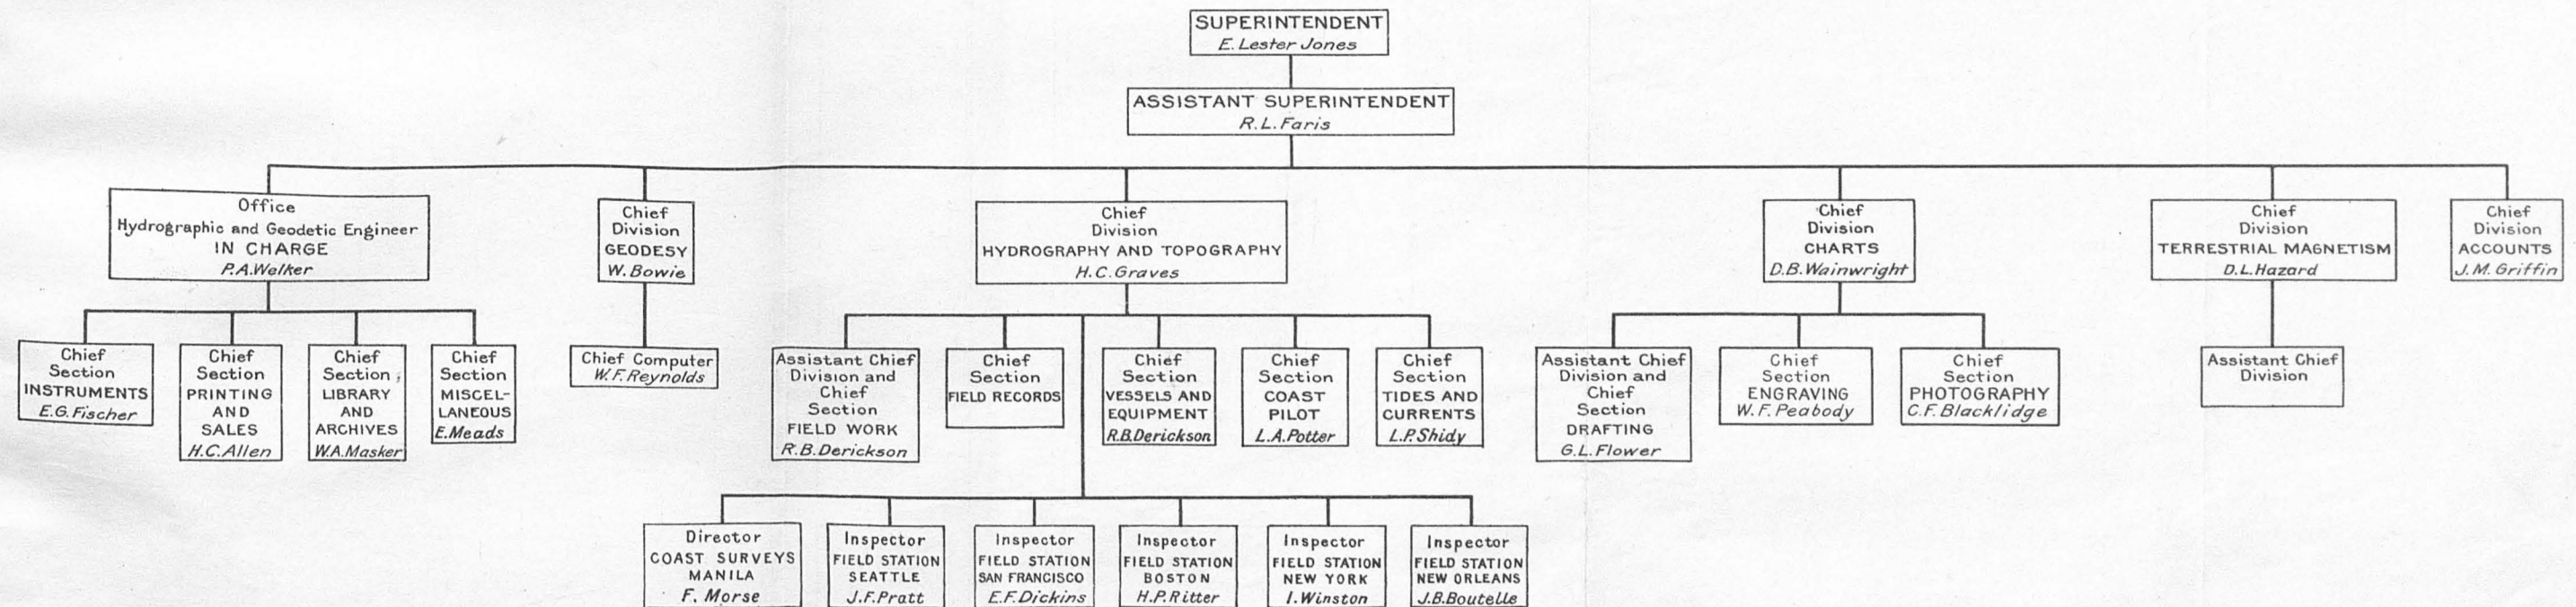 SUPERINTENDENT
E. Lester Jones
ASSISTANT SUPERINTENDENT
R.L. Faris
Office
Hydrographic and Geodetic Engineer
IN CHARGE
P.A. Welker
Chief
Division
GEODESY
W. Bowie
Chief
Division
HYDROGRAPHY AND TOPOGRAPHY
H.C. Graves
Chief
Division
CHARTS
D.B. Wainwright
Chief
Division
TERRESTRIAL MAGNETISM
D.L. Hazard
Chief
Division
ACCOUNTS
J.M. Griffin
Chief
Section
INSTRUMENTS
E.G. Fischer
Chief
Section
PRINTING
AND
SALES
H.C. Allen
Chief
Section
LIBRARY
AND
ARCHIVES
W.A. Masker
Chief
Section
MISCEL-
LANEOUS
E. Meads
Chief Computer
W.F. Reynolds
Assistant Chief
Division and
Chief
Section
FIELD WORK
R.B. Derickson
Chief
Section
FIELD RECORDS
Chief
Section
VESSELS AND
EQUIPMENT
R.B. Derickson
Chief
Section
COAST
PILOT
L.A. Potter
Chief
Section
TIDES AND
CURRENTS
L.P. Shidy
Assistant Chief
Division and
Chief
Section
DRAFTING
G.L. Flower
Chief
Section
ENGRAVING
W.F. Peabody
Chief
Section
PHOTOGRAPHY
C.F. Blacklidge
Assistant Chief
Division
Director
COAST SURVEYS
MANILA
F. Morse
Inspector
FIELD STATION
SEATTLE
J.F. Pratt
Inspector
FIELD STATION
SAN FRANCISCO
E.F. Dickins
Inspector
FIELD STATION
BOSTON
H.P. Ritter
Inspector
FIELD STATION
NEW YORK
I. Winston
Inspector
FIELD STATION
NEW ORLEANS
J.B. Boutelle